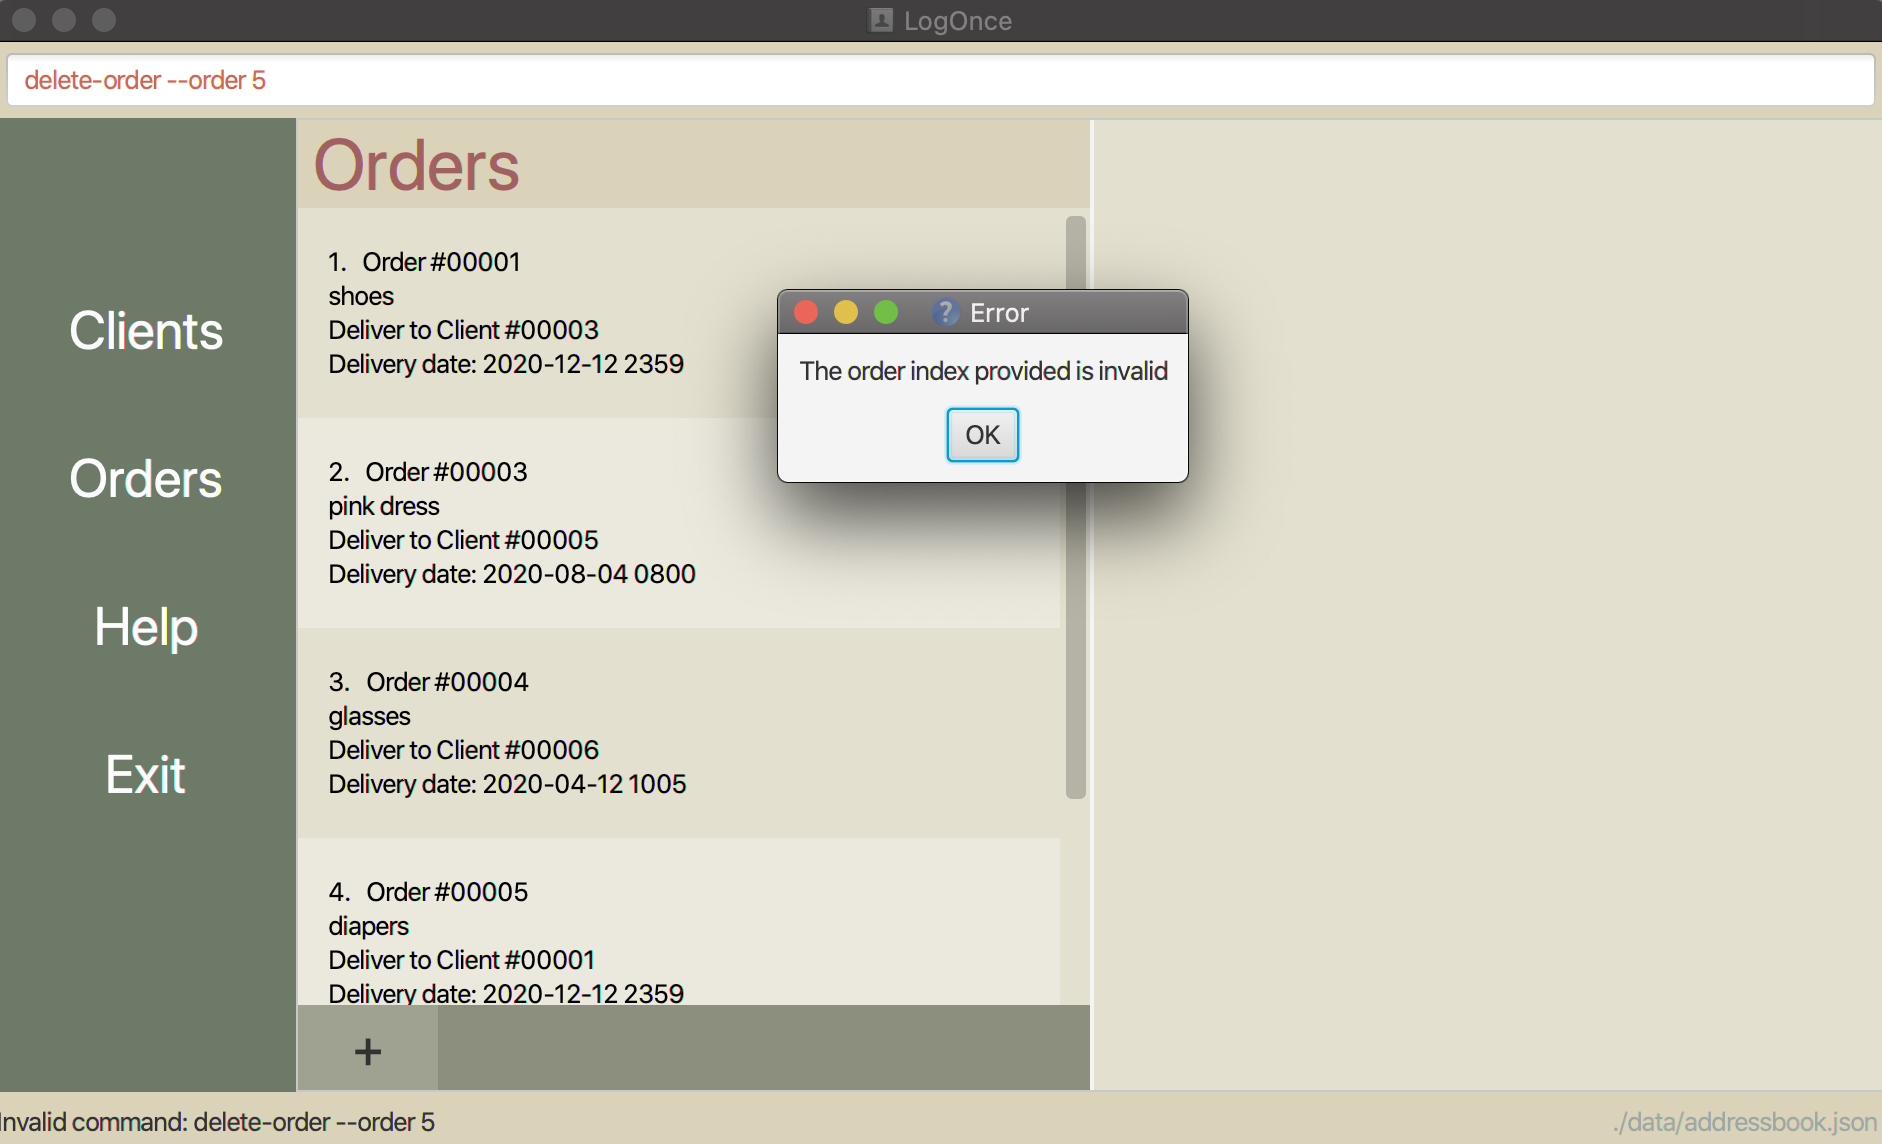 LogOnce
delete-order --order 5
Clients
Orders
Help
Exit
Orders
1. Order #00001
shoes
Deliver to Client #00003
Delivery date: 2020-12-12 2359
2. Order #00003
pink dress
Deliver to Client #00005
Delivery date: 2020-08-04 0800
3. Order #00004
glasses
Deliver to Client #00006
Delivery date: 2020-04-12 1005
4. Order #00005
diapers
Deliver to Client #00001
Delivery date: 2020-12-12 2359
+
? Error
The order index provided is invalid
OK
Invalid command: delete-order --order 5
./data/addressbook.json